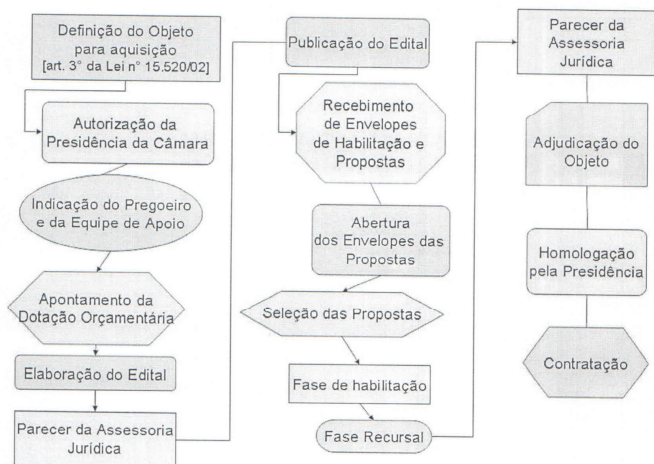 Definição do Objeto
para aquisição
[art. 3° da Lei n° 15.520/02]
Autorização da
Presidência da Câmara
Indicação do Pregoeiro
e da Equipe de Apoio
Apontamento da
Dotação Orçamentária
Elaboração do Edital
Parecer da Assessoria
Jurídica
Publicação do Edital
Recebimento
de Envelopes
de Habilitação e
Propostas
Abertura
dos Envelopes das
Propostas
Seleção das Propostas
Fase de habilitação
Fase Recursal
Parecer da
Assessoria
Jurídica
Adjudicação do
Objeto
Homologação
pela Presidência
Contratação